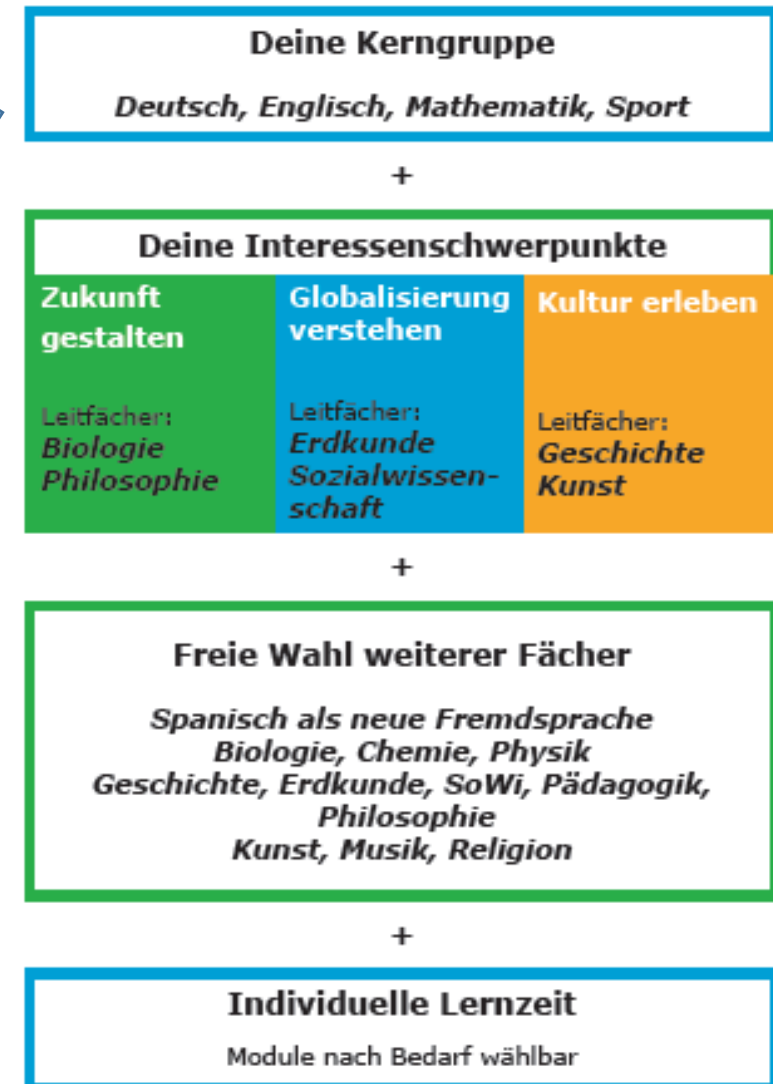 Deine Kerngruppe
Deutsch, Englisch, Mathematik, Sport
+
Deine Interessenschwerpunkte
Zukunft
gestalten
Leitfächer:
Biologie
Philosophie
Globalisierung
verstehen
Leitfächer:
Erdkunde
Sozialwissen-
schaft
Kultur erleben
Leitfächer:
Geschichte
Kunst
+
Freie Wahl weiterer Fächer
Spanisch als neue Fremdsprache
Biologie, Chemie, Physik
Geschichte, Erdkunde, SoWi, Pädagogik,
Philosophie
Kunst, Musik, Religion
+
Individuelle Lernzeit
Module nach Bedarf wählbar